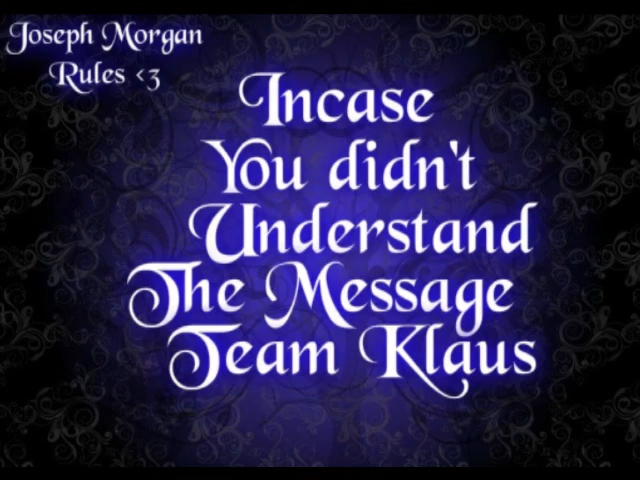 Joseph Morgan
Rules <3
Incase
You didn't
Understand
The Message
Team Klaus